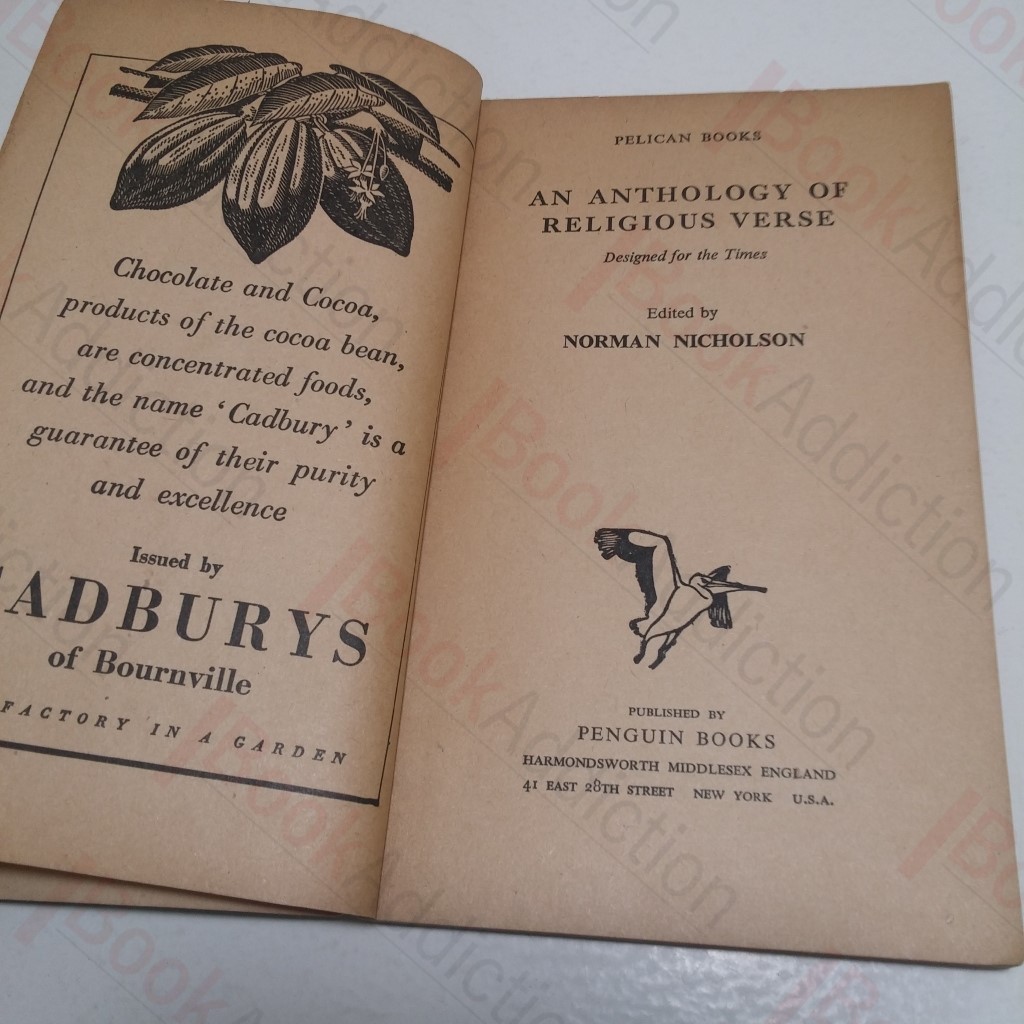 Chocolate and Cocoa,
products of the cocoa bean,
are concentrated foods,
and the name ‘Cadbury’ is a
guarantee of their purity
and excellence
Issued by
CADBURYS
of Bournville
FACTORY IN A GARDEN
PELICAN BOOKS
AN ANTHOLOGY OF
RELIGIOUS VERSE
Designed for the Times
Edited by
NORMAN NICHOLSON
PUBLISHED BY
PENGUIN BOOKS
HARMONDSWORTH MIDDLESEX ENGLAND
41 EAST 28TH STREET NEW YORK U.S.A.
BookAddiction